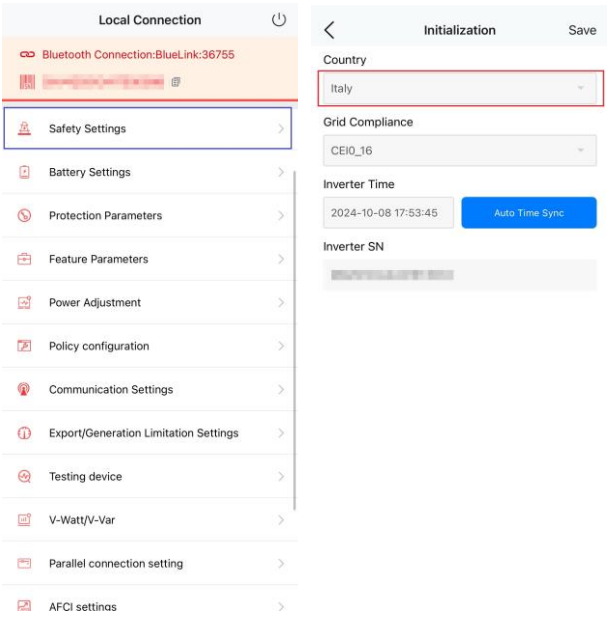 Local Connection
Bluetooth Connection:BlueLink:36755
Safety Settings
Battery Settings
Protection Parameters
Feature Parameters
Power Adjustment
Policy configuration
Communication Settings
Export/Generation Limitation Settings
Testing device
V-Watt/V-Var
Parallel connection setting
AFCI settings
Initialization
Save
Country
Italy
Grid Compliance
CEI0_16
Inverter Time
2024-10-08 17:53:45
Auto Time Sync
Inverter SN